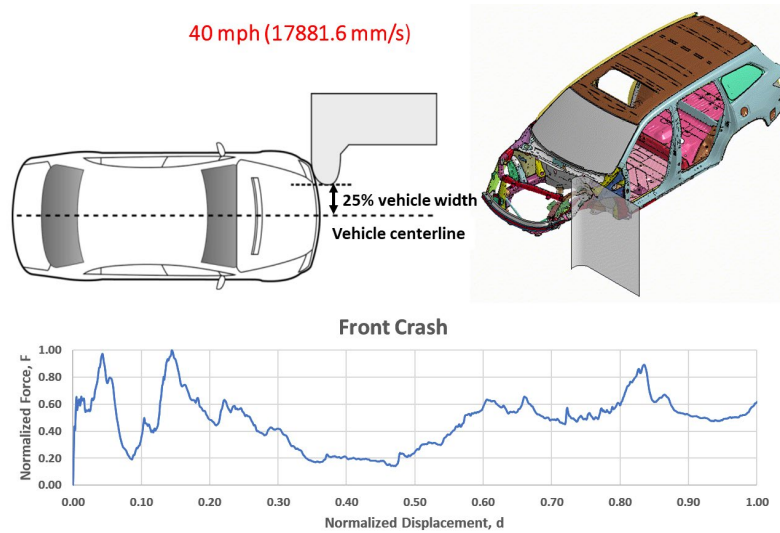 40 mph (17881.6 mm/s)
25% vehicle width
Vehicle centerline
Front Crash
Normalized Force, F
1.00
0.80
0.60
0.40
0.20
0.00
0.00 0.10 0.20 0.30 0.40 0.50 0.60 0.70 0.80 0.90 1.00
Normalized Displacement, d